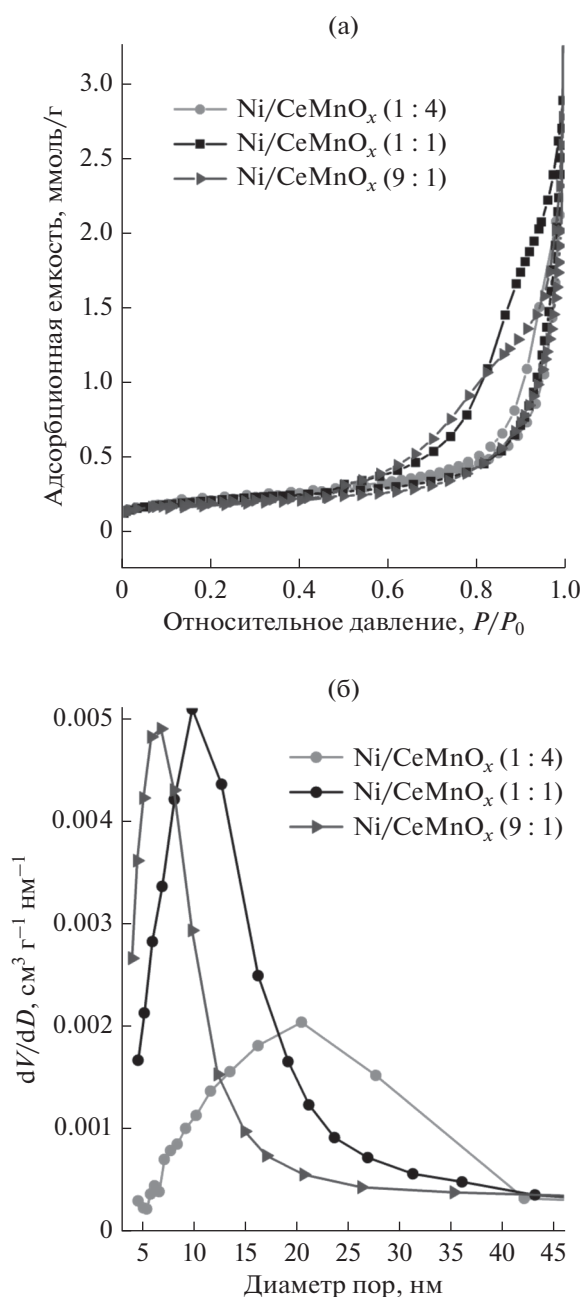 (а)
3.0
2.5
2.0
1.5
1.0
0.5
0
Адсорбционная емкость, ммоль/г
Ni/CeMnOₓ (1 : 4)
Ni/CeMnOₓ (1 : 1)
Ni/CeMnOₓ (9 : 1)
0 0.2 0.4 0.6 0.8 1.0
Относительное давление, P/P₀
(б)
0.005
0.004
0.003
0.002
0.001
0
dV/dD, см³ г⁻¹ нм⁻¹
Ni/CeMnOₓ (1 : 4)
Ni/CeMnOₓ (1 : 1)
Ni/CeMnOₓ (9 : 1)
5 10 15 20 25 30 35 40 45
Диаметр пор, нм